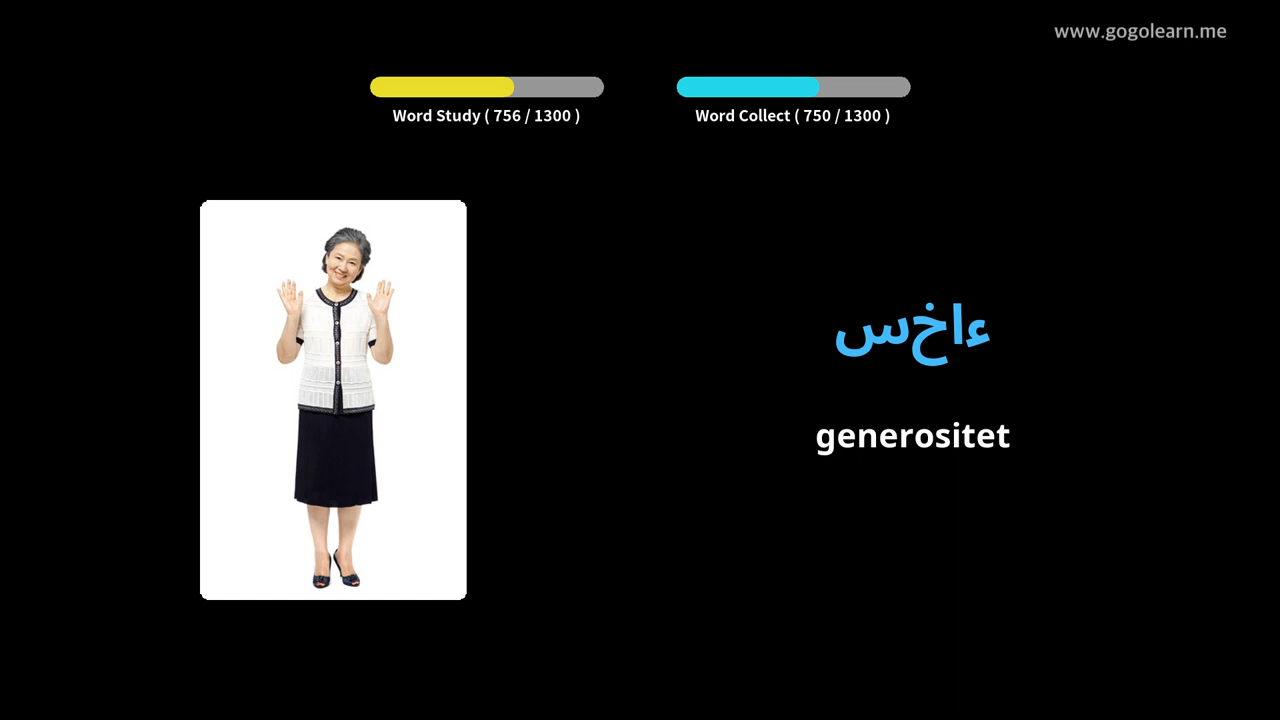 www.gogolearn.me
Word Study ( 756 / 1300 )
Word Collect ( 750 / 1300 )
ءاخس
generositet